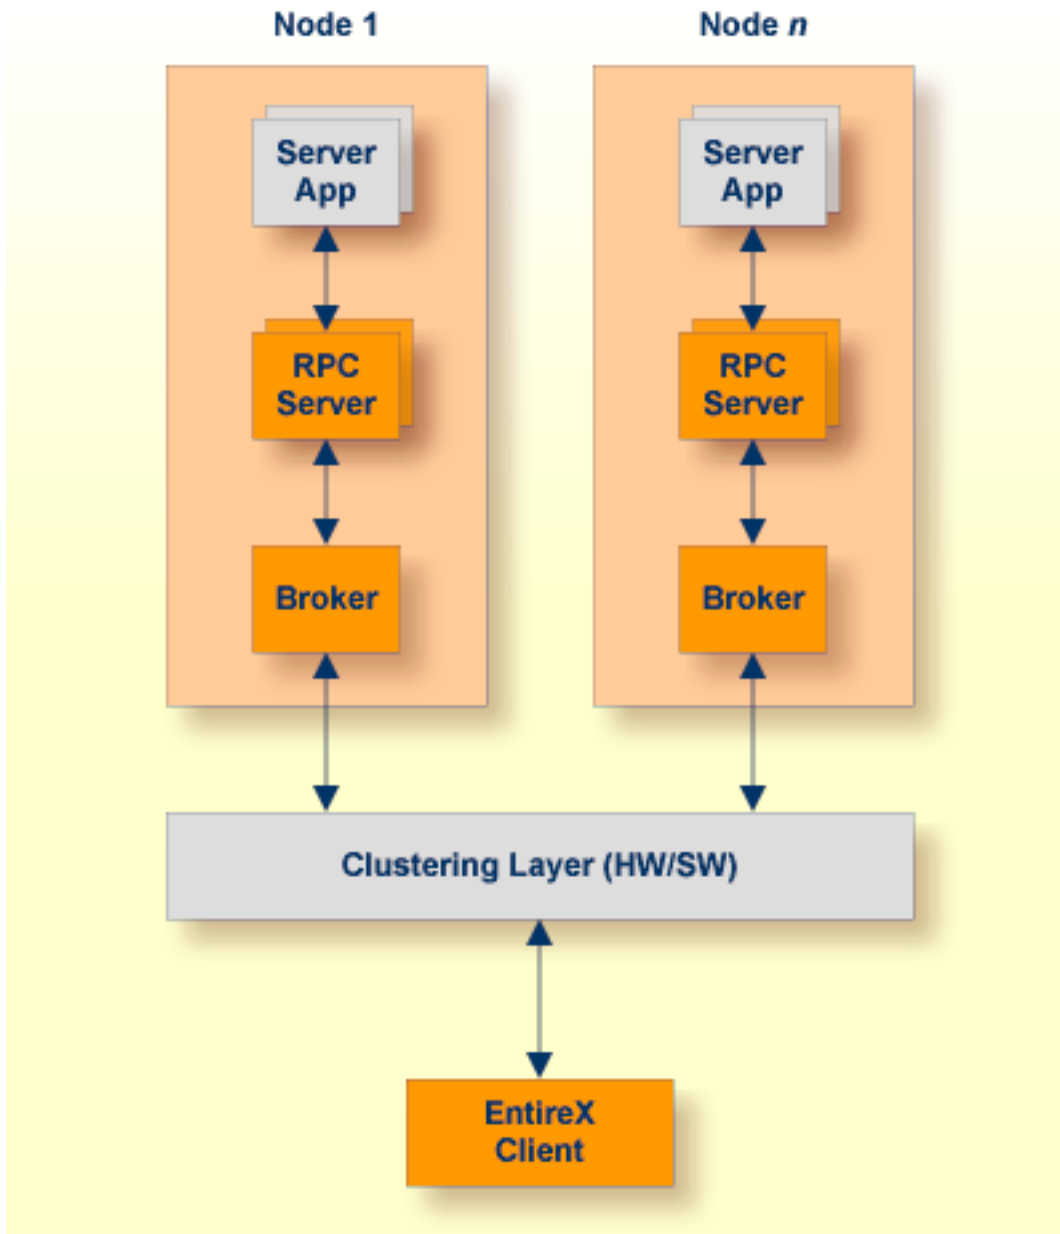 Node 1
Node n
Server
App
Server
App
RPC
Server
RPC
Server
Broker
Broker
Clustering Layer (HW/SW)
EntireX
Client